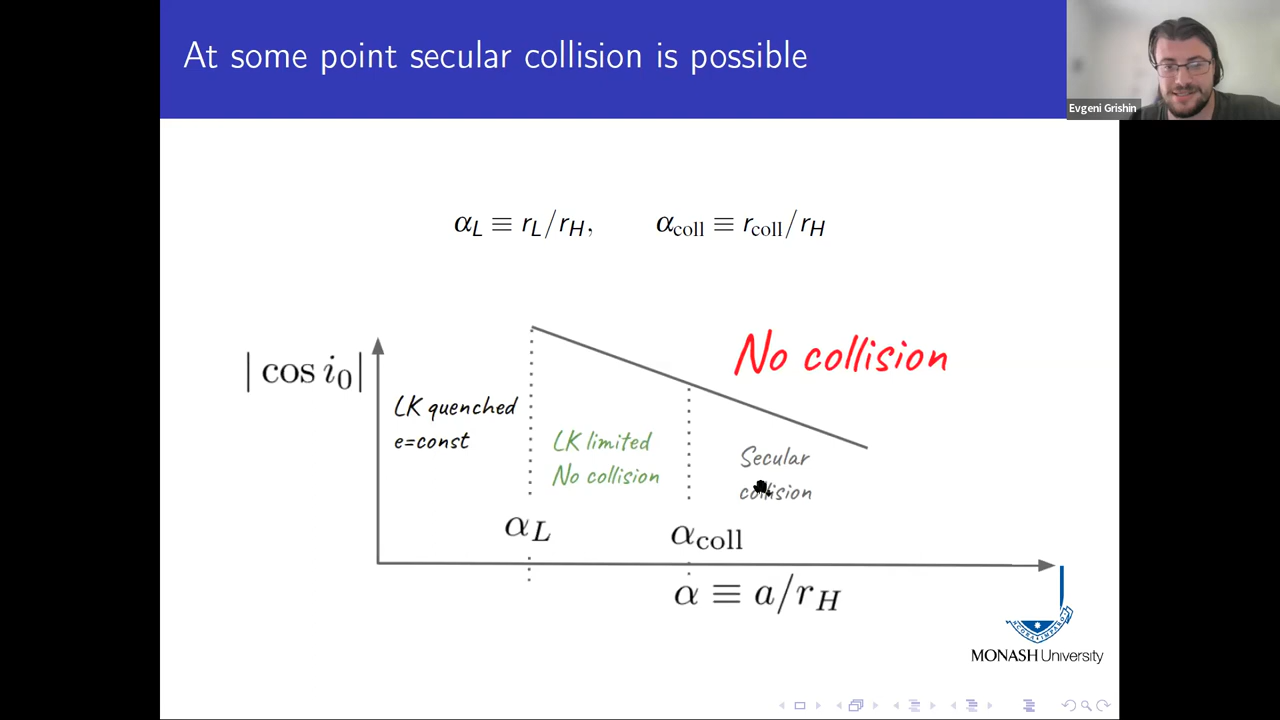 At some point secular collision is possible
Evgeni Grishin
α_L ≡ r_L/r_H, α_coll ≡ r_coll/r_H
No collision
| cos i_0|
LK quenched
e=const
LK limited
No collision
Secular
collision
α_L
α_coll
α ≡ a/r_H
MONASH University